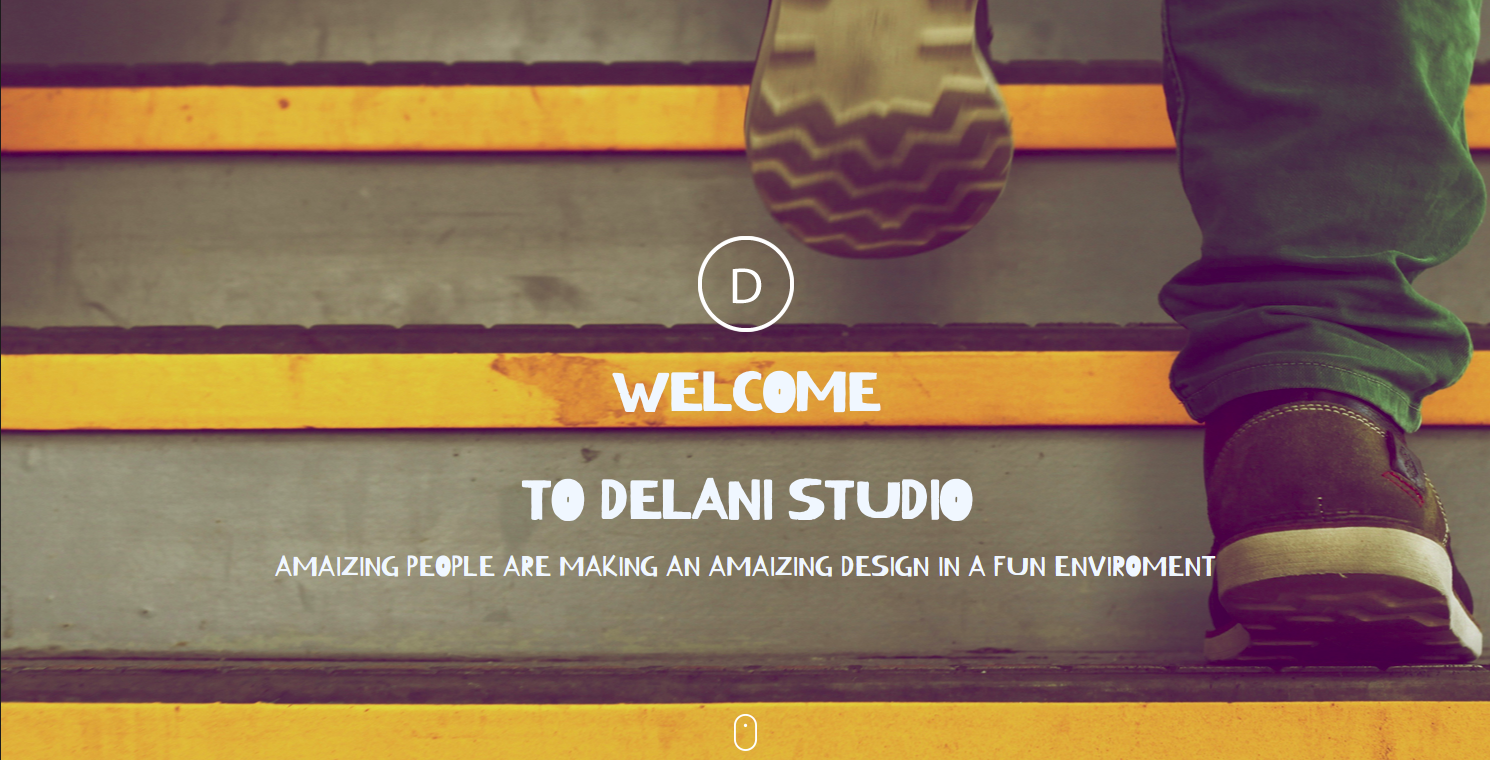 D
WELCOME
TO DELANI STUDIO
AMAIZING PEOPLE ARE MAKING AN AMAIZING DESIGN IN A FUN ENVIROMENT